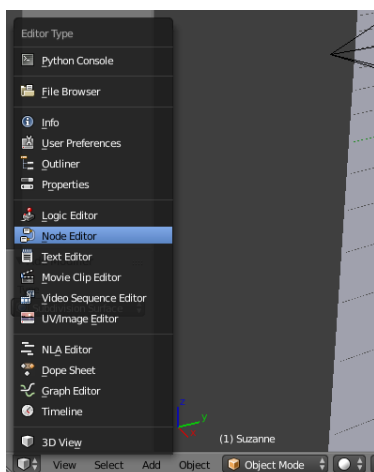 Editor Type
Python Console
File Browser
Info
User Preferences
Outliner
Properties
Logic Editor
Node Editor
Text Editor
Movie Clip Editor
Video Sequence Editor
UV/Image Editor
NLA Editor
Dope Sheet
Graph Editor
Timeline
3D View
z
y
(1) Suzanne
View Select Add Object Object Mode